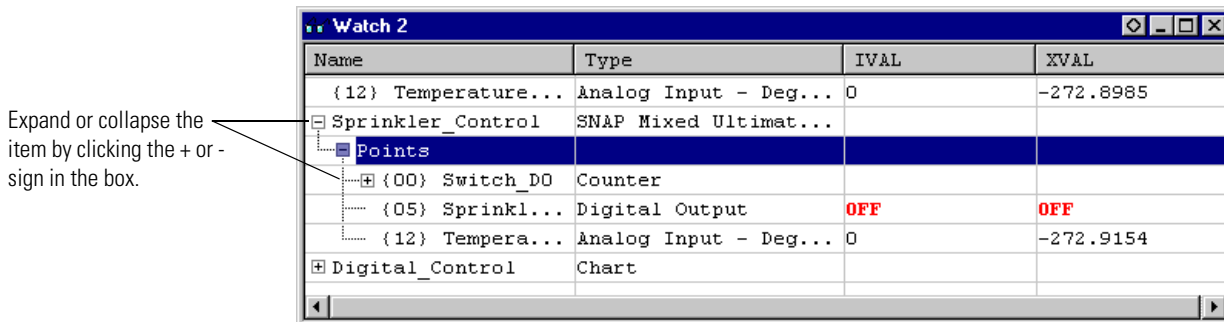 Watch 2
Name Type IVAL XVAL
{12} Temperature... Analog Input - Deg... 0 -272.8985
Expand or collapse the
item by clicking the + or -
sign in the box.
Sprinkler_Control SNAP Mixed Ultimat...
Points
{00} Switch_DO Counter
{05} Sprinkl... Digital Output OFF OFF
{12} Tempera... Analog Input - Deg... 0 -272.9154
Digital_Control Chart